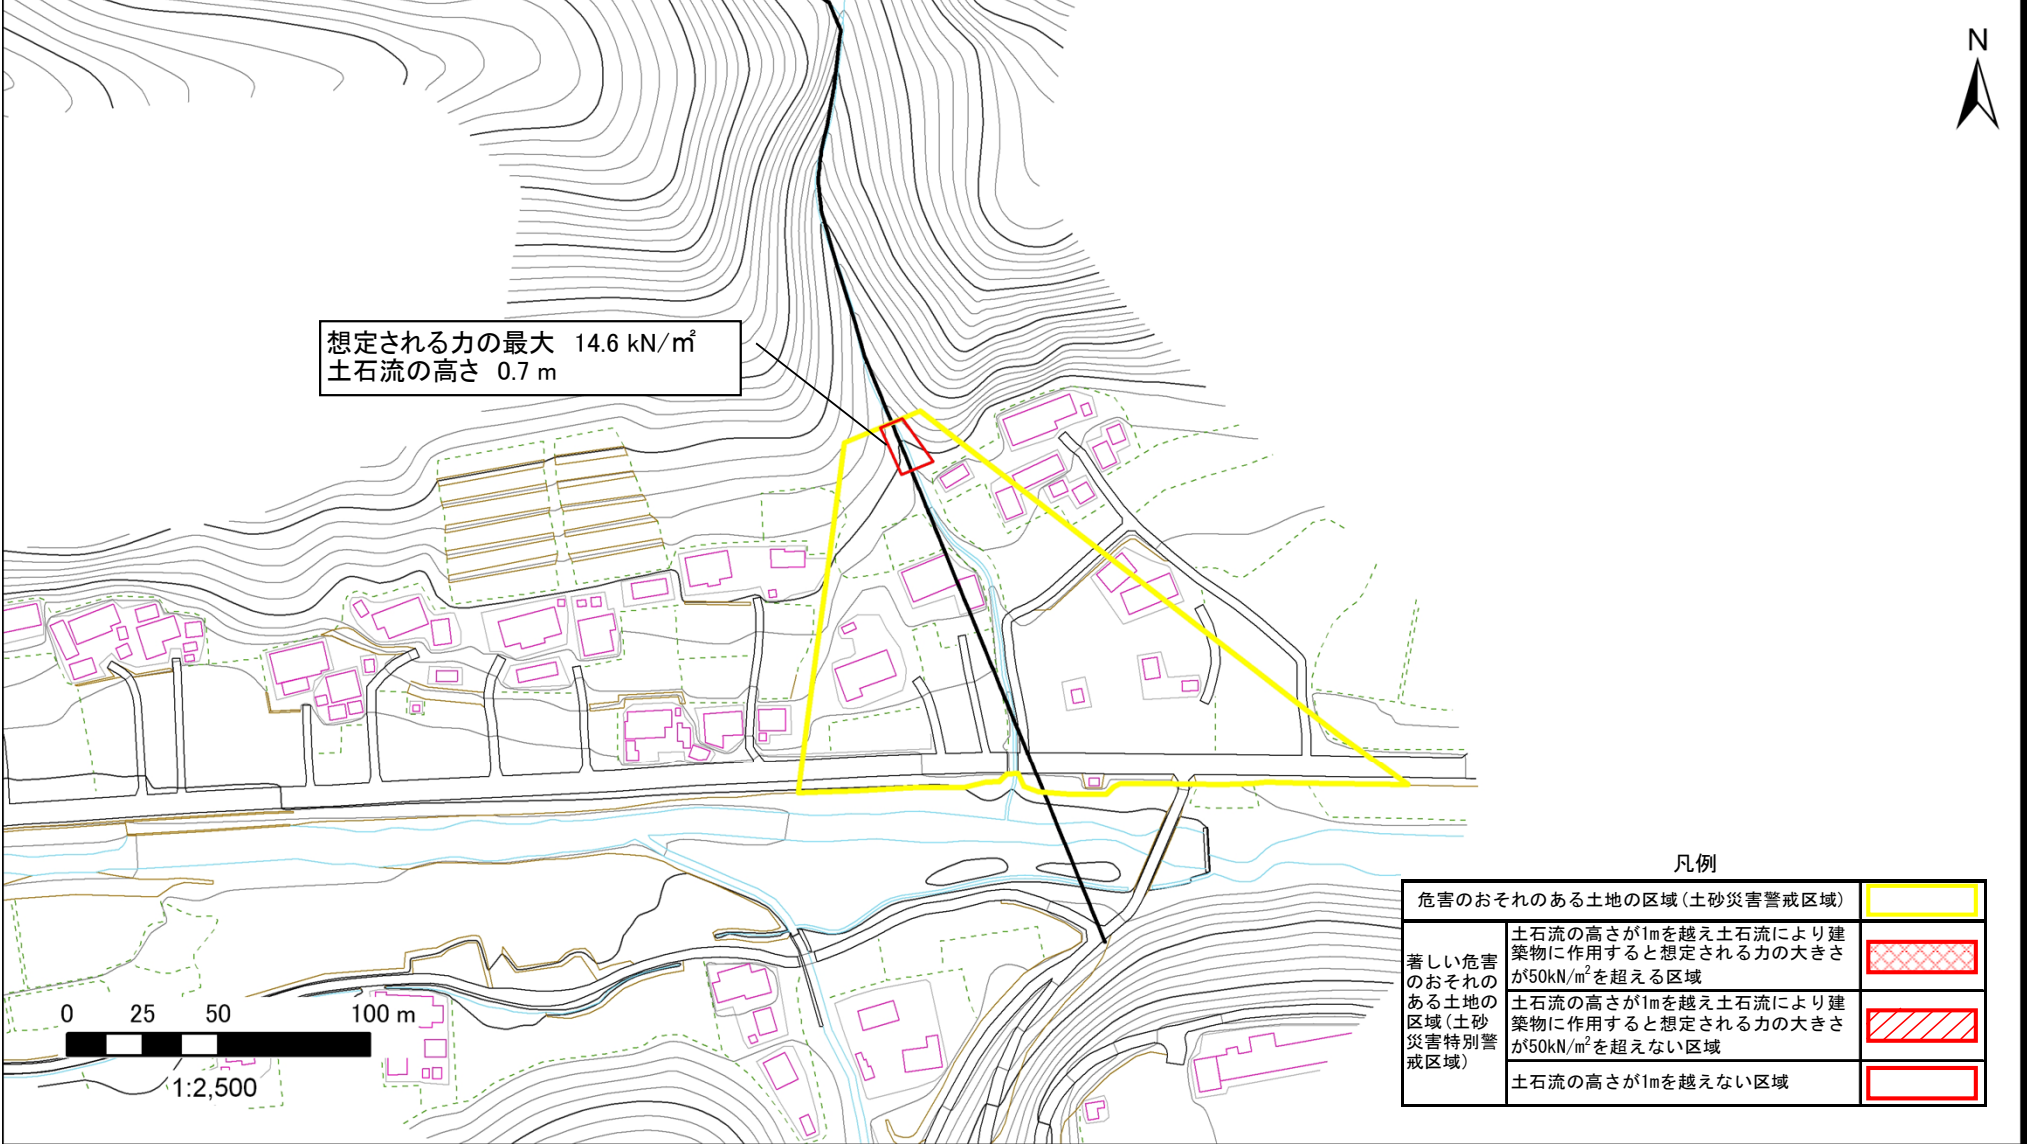 N
想定される力の最大 14.6 kN/㎡
土石流の高さ 0.7 m
凡例
危害のおそれのある土地の区域(土砂災害警戒区域)
著しい危害
のおそれの
ある土地の
区域(土砂
災害特別警
戒区域)
土石流の高さが1mを越え土石流により建
築物に作用すると想定される力の大きさ
が50kN/m²を超える区域
土石流の高さが1mを越え土石流により建
築物に作用すると想定される力の大きさ
が50kN/m²を超えない区域
土石流の高さが1mを越えない区域
0 25 50 100 m
1:2,500